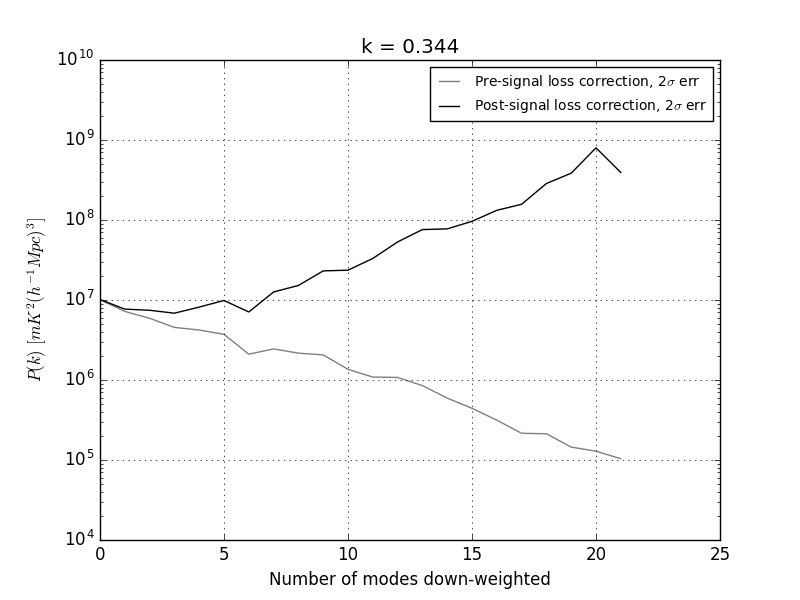 k = 0.344
10^10
10^9
10^8
10^7
10^6
10^5
10^4
P(k) [mK^2(h^−1Mpc)^3]
Pre-signal loss correction, 2σ err
Post-signal loss correction, 2σ err
0 5 10 15 20 25
Number of modes down-weighted